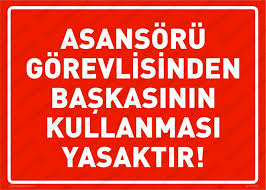 ASANSÖRÜ
GÖREVLİSİNDEN
BAŞKASININ
KULLANMASI
YASAKTIR!